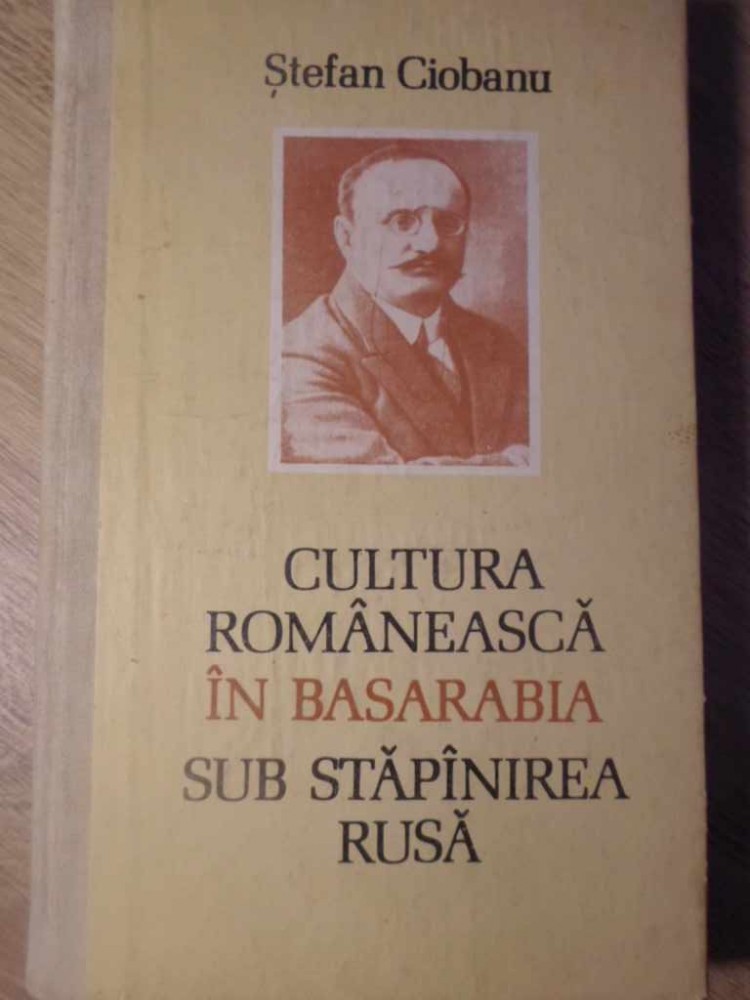 Ștefan Ciobanu
CULTURA
ROMÂNEASCĂ
ÎN BASARABIA
SUB STĂPÎNIREA
RUSĂ